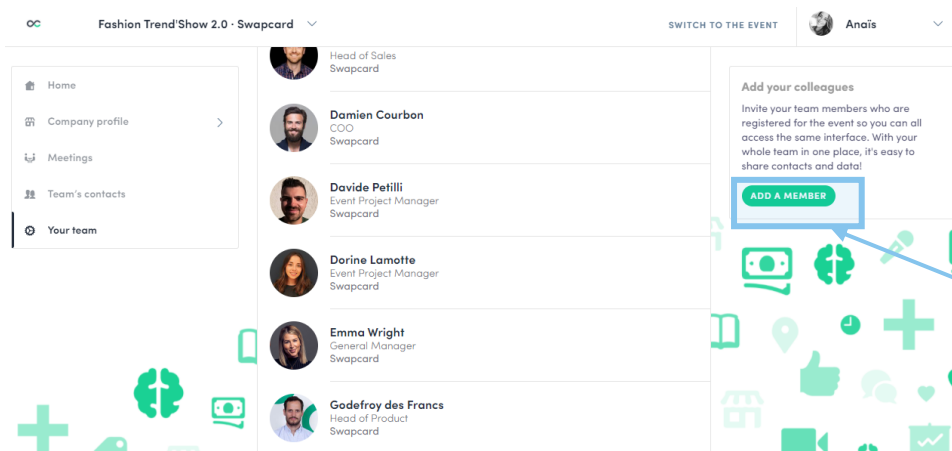 Fashion Trend'Show 2.0 · Swapcard
SWITCH TO THE EVENT
Anaïs
Home
Company profile
Meetings
Team's contacts
Your team
Head of Sales
Swapcard
Damien Courbon
COO
Swapcard
Davide Petilli
Event Project Manager
Swapcard
Dorine Lamotte
Event Project Manager
Swapcard
Emma Wright
General Manager
Swapcard
Godefroy des Francs
Head of Product
Swapcard
Add your colleagues
Invite your team members who are
registered for the event so you can all
access the same interface. With your
whole team in one place, it's easy to
share contacts and data!
ADD A MEMBER